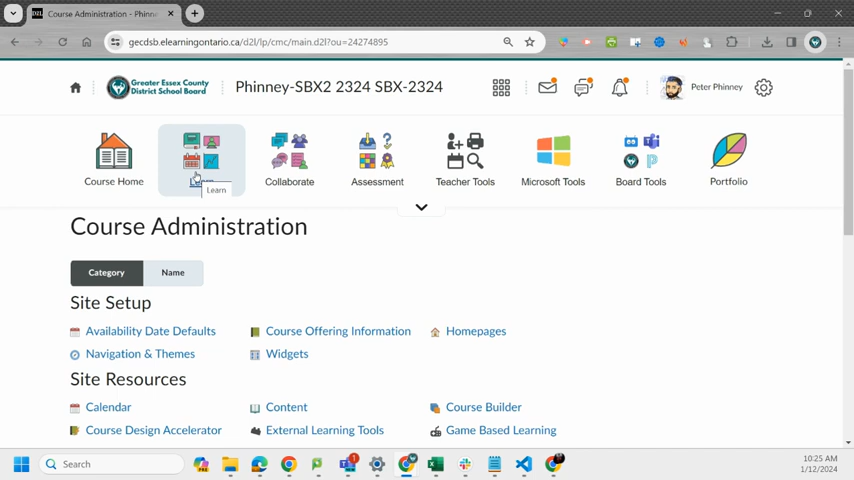 Course Administration - Phinne
gecdsb.elearningontario.ca/d2l/lp/cmc/main.d2l?ou=24274895
Greater Essex County
District School Board
Phinney-SBX2 2324 SBX-2324
Peter Phinney
Course Home
Learn
Collaborate
Assessment
Teacher Tools
Microsoft Tools
Board Tools
Portfolio
Learn
Course Administration
Category
Name
Site Setup
Availability Date Defaults
Course Offering Information
Homepages
Navigation & Themes
Widgets
Site Resources
Calendar
Content
Course Builder
Course Design Accelerator
External Learning Tools
Game Based Learning
Search
10:25 AM
1/12/2024